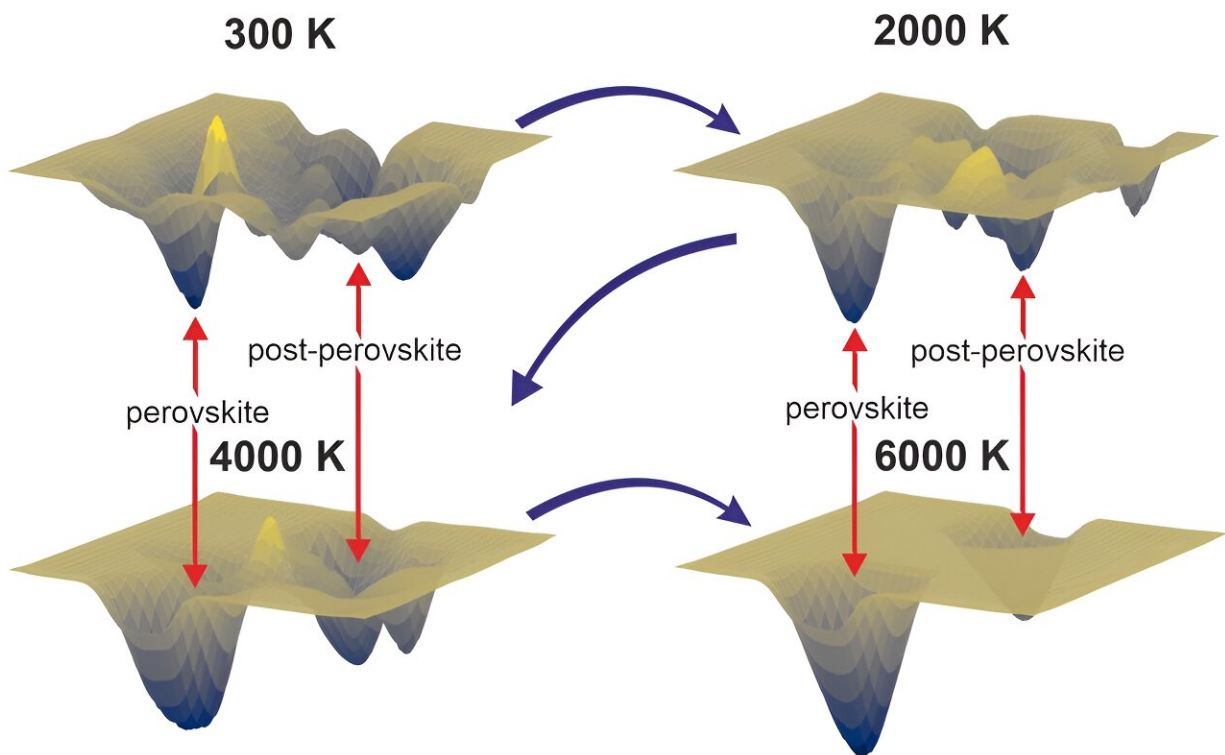 300 K
2000 K
post-perovskite
perovskite
post-perovskite
perovskite
4000 K
6000 K